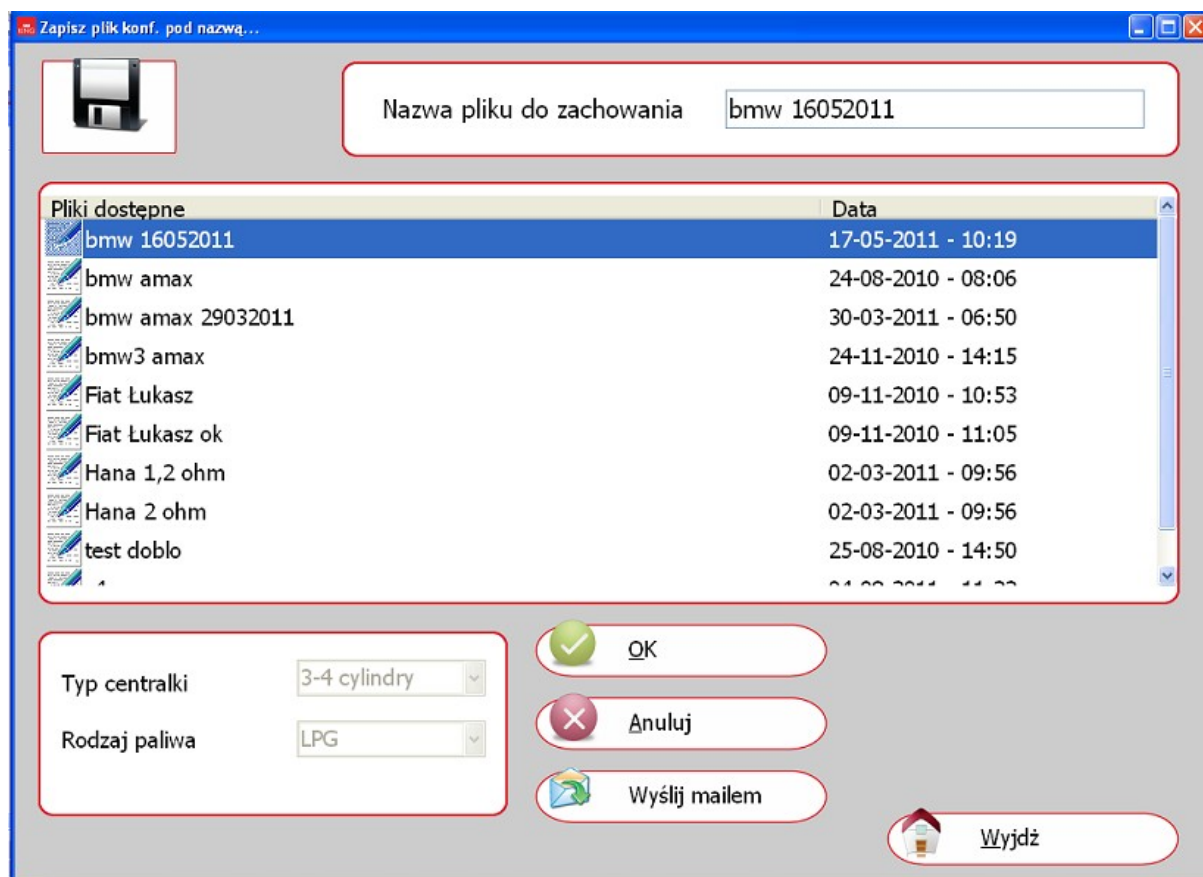 Zapisz plik konf. pod nazwą...
Nazwa pliku do zachowania bmw 16052011
Pliki dostępne Data
bmw 16052011 17-05-2011 - 10:19
bmw amax 24-08-2010 - 08:06
bmw amax 29032011 30-03-2011 - 06:50
bmw3 amax 24-11-2010 - 14:15
Fiat Łukasz 09-11-2010 - 10:53
Fiat Łukasz ok 09-11-2010 - 11:05
Hana 1,2 ohm 02-03-2011 - 09:56
Hana 2 ohm 02-03-2011 - 09:56
test doblo 25-08-2010 - 14:50
Typ centralki 3-4 cylindry
Rodzaj paliwa LPG
OK
Anuluj
Wyślij mailem
Wyjdż